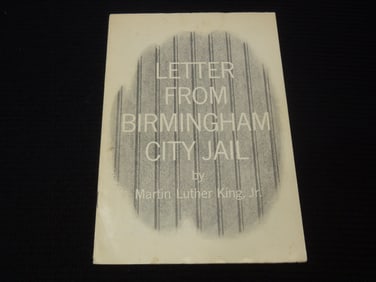 LETTER
FROM
BIRMINGHAM
CITY JAIL
by
Martin Luther King, Jr.